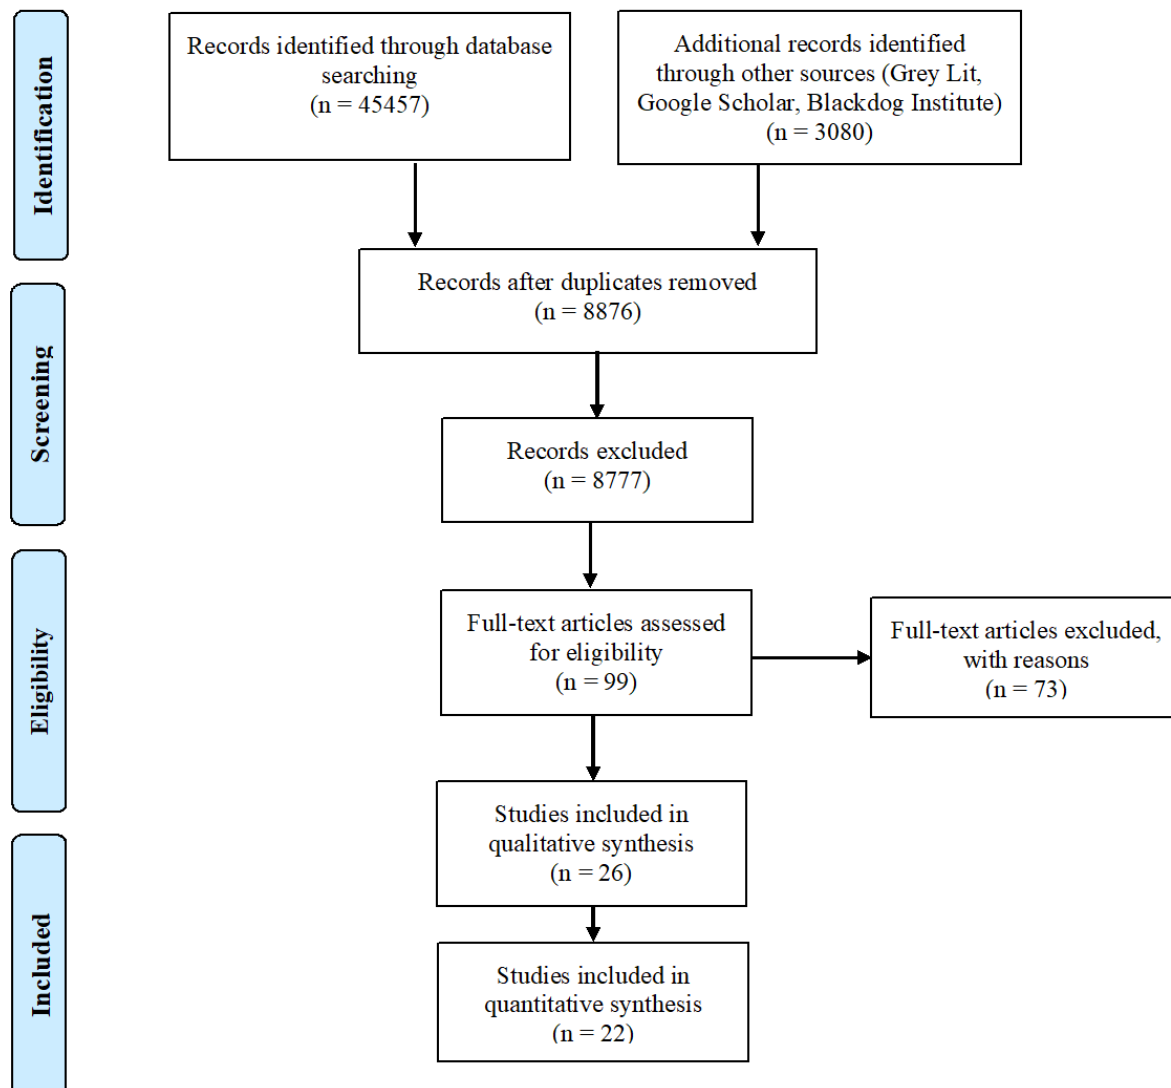 Identification
Records identified through database
searching
(n = 45457)
Additional records identified
through other sources (Grey Lit,
Google Scholar, Blackdog Institute)
(n = 3080)
Records after duplicates removed
(n = 8876)
Screening
Records excluded
(n = 8777)
Eligibility
Full-text articles assessed
for eligibility
(n = 99)
Full-text articles excluded,
with reasons
(n = 73)
Studies included in
qualitative synthesis
(n = 26)
Included
Studies included in
quantitative synthesis
(n = 22)